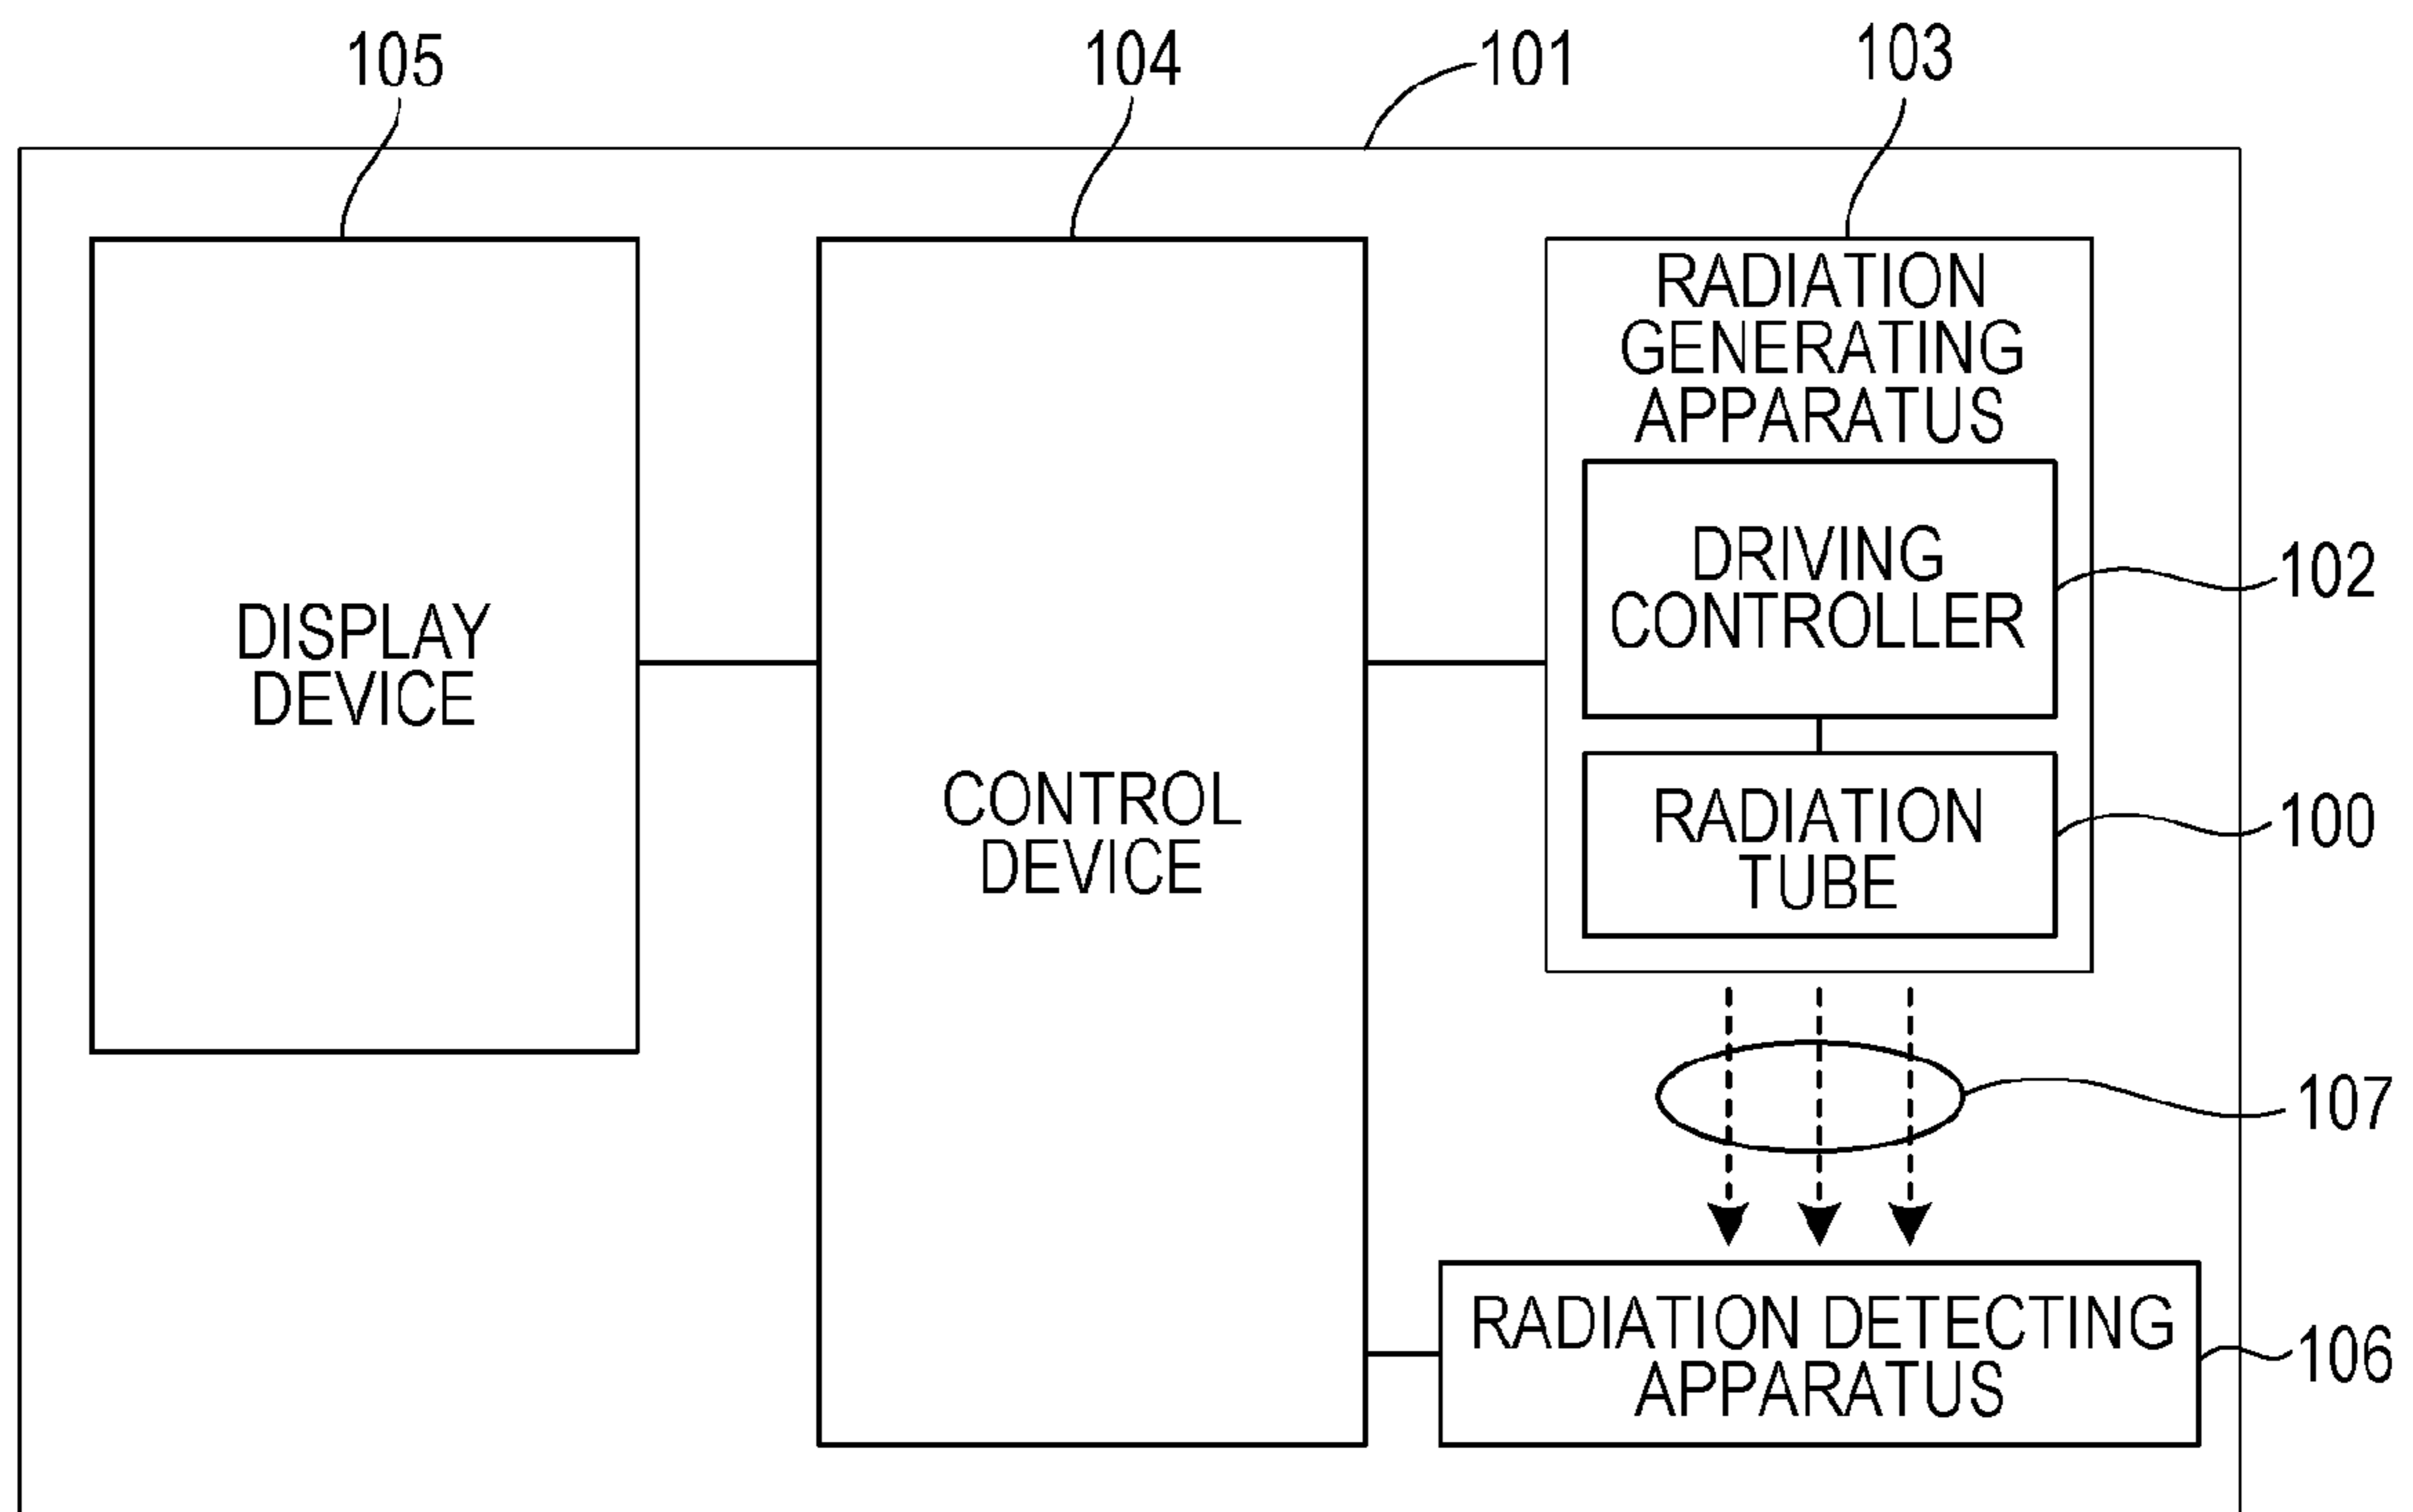 105
104
101
103
RADIATION
GENERATING
APPARATUS
DRIVING
CONTROLLER
102
DISPLAY
DEVICE
CONTROL
DEVICE
RADIATION
TUBE
100
107
RADIATION DETECTING
APPARATUS
106